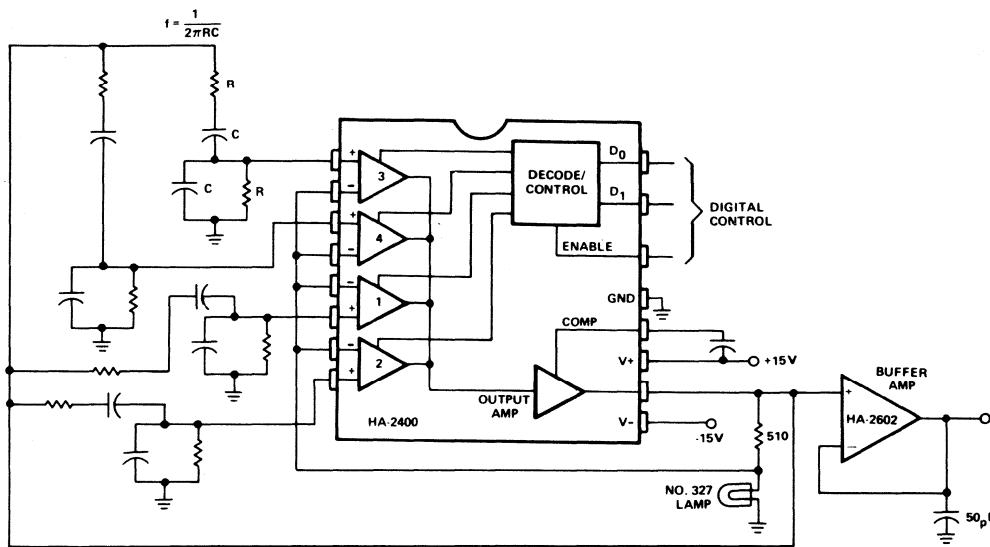 f = 1
2πRC
R
C
C
R
+
3
−
+
4
−
−
1
+
−
2
+
DECODE/
CONTROL
D0
D1
DIGITAL
CONTROL
ENABLE
GND
COMP
V+
+15V
OUTPUT
AMP
HA-2400
V-
-15V
510
NO. 327
LAMP
BUFFER
AMP
+
HA-2602
−
50p